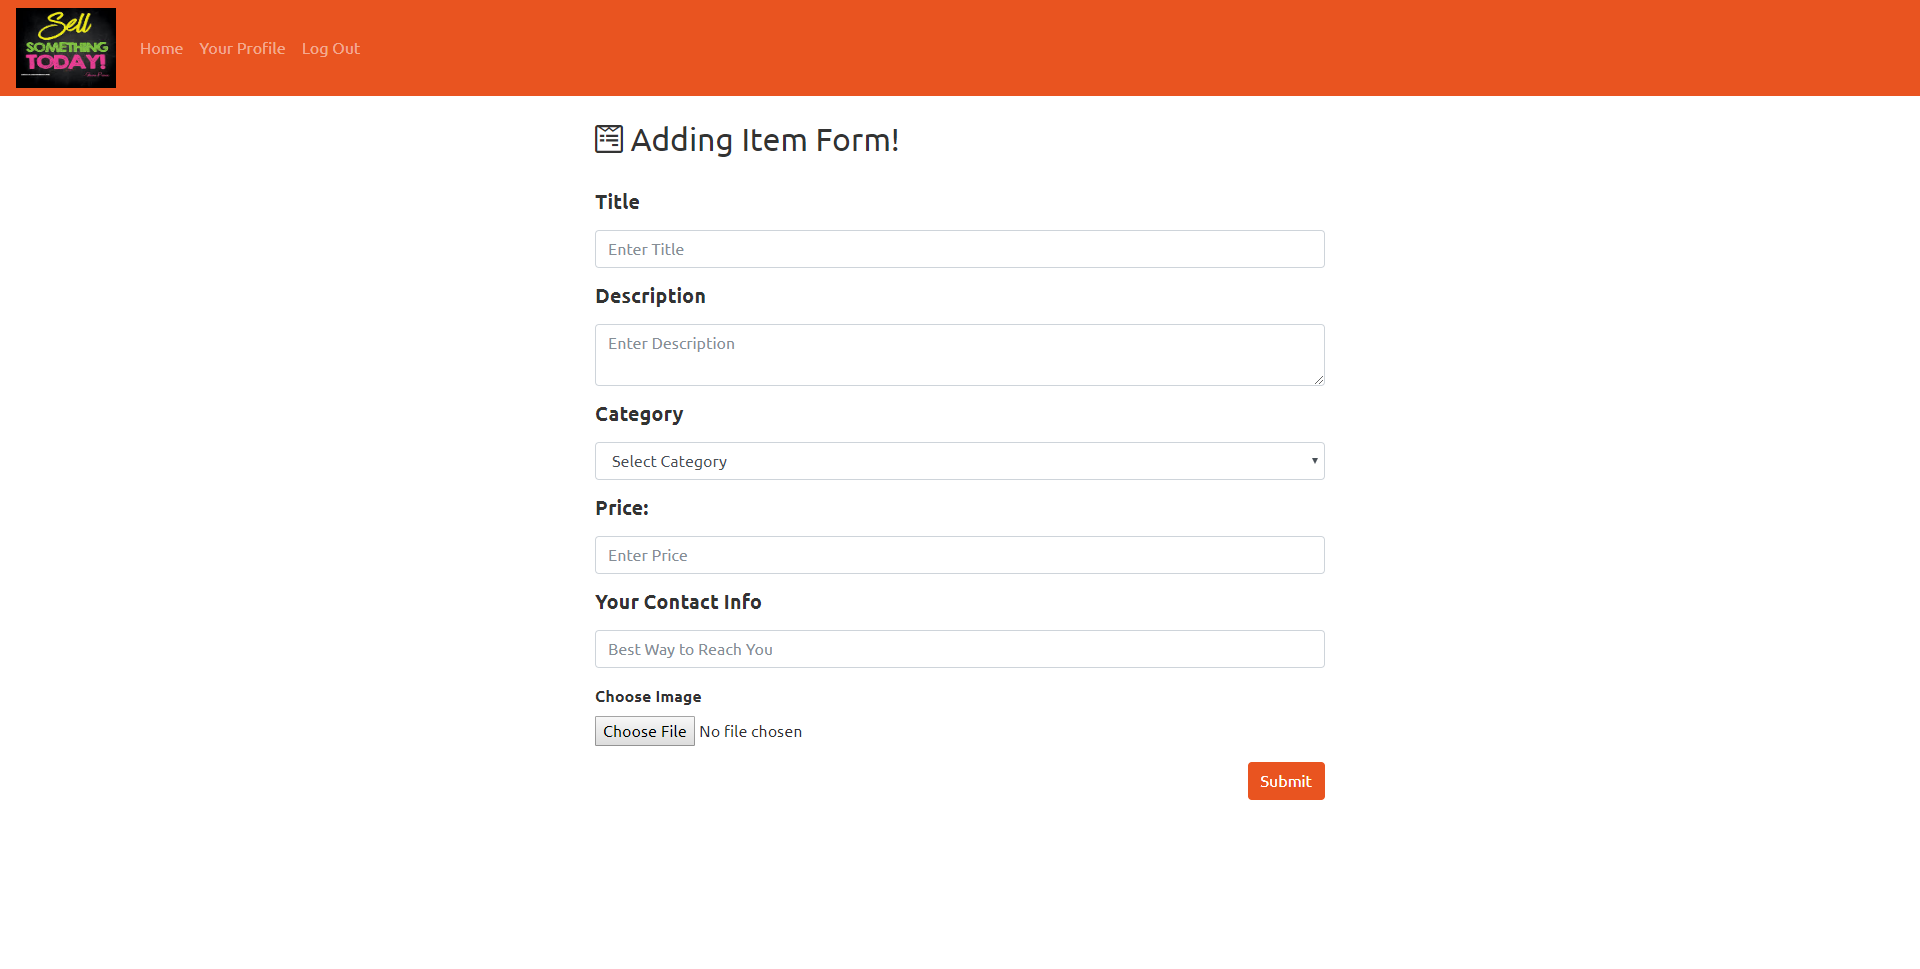 Sell
SOMETHING
TODAY!
Home Your Profile Log Out
Adding Item Form!
Title
Enter Title
Description
Enter Description
Category
Select Category
Price:
Enter Price
Your Contact Info
Best Way to Reach You
Choose Image
Choose File No file chosen
Submit